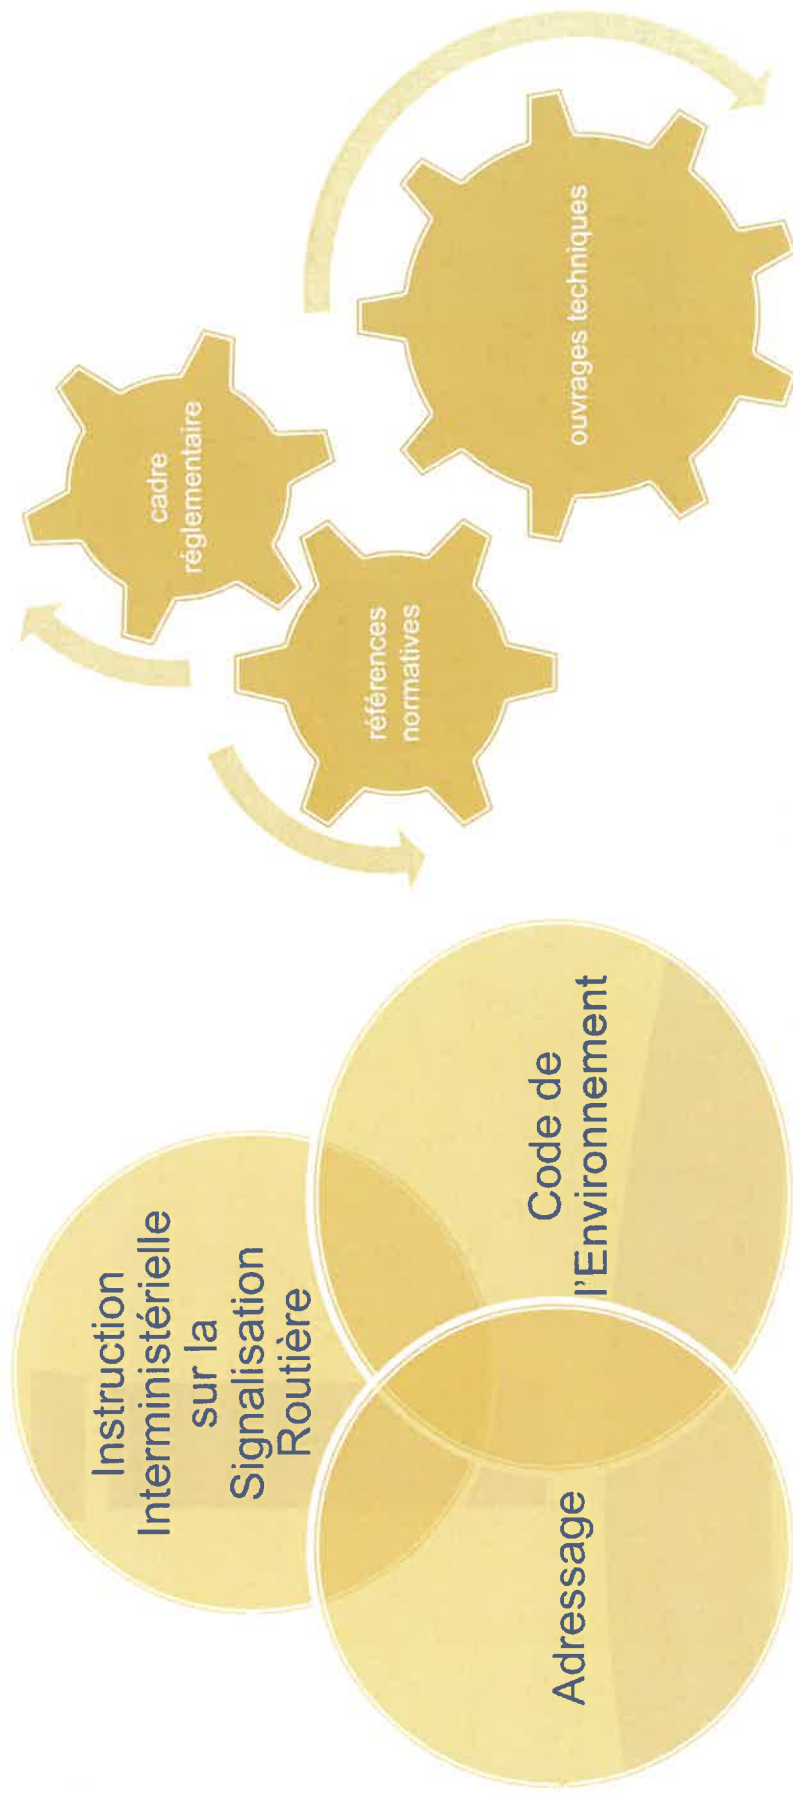 Instruction
Interministérielle
sur la
Signalisation
Routière
Adressage
Code de
l'Environnement
cadre
réglementaire
références
normatives
ouvrages techniques